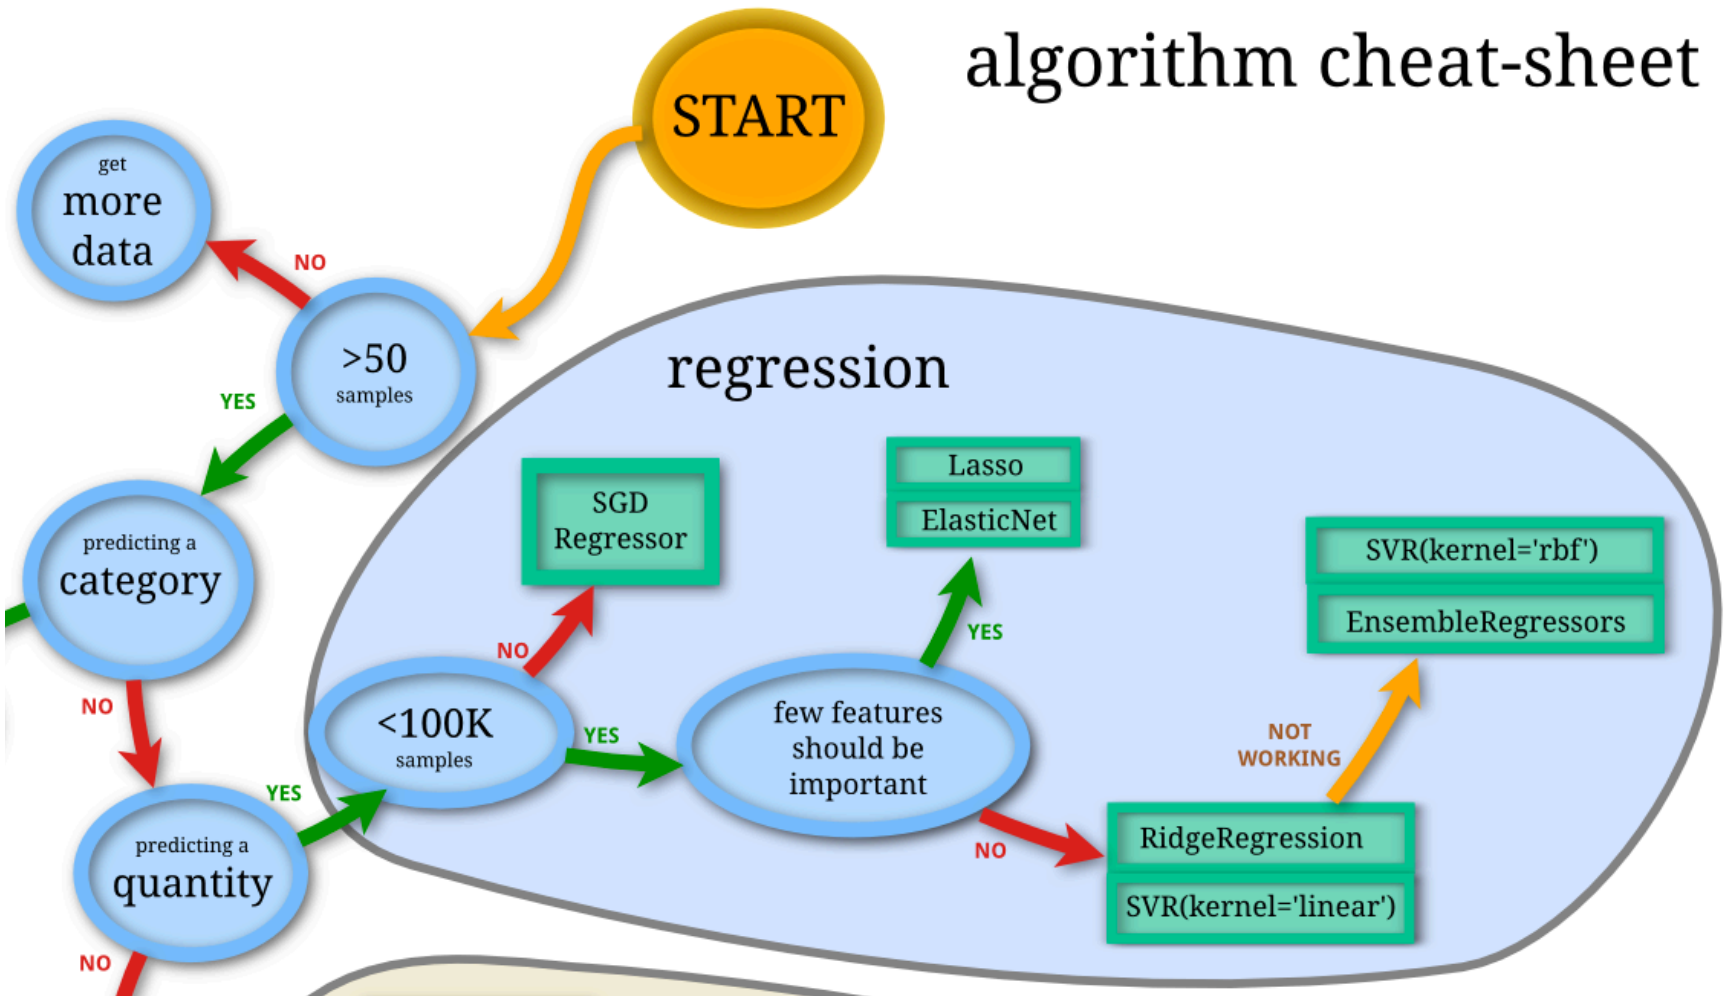 algorithm cheat-sheet
START
get
more
data
NO
>50
samples
YES
predicting a
category
NO
predicting a
quantity
YES
NO
regression
<100K
samples
NO
SGD
Regressor
YES
few features
should be
important
YES
Lasso
ElasticNet
NO
RidgeRegression
SVR(kernel='linear')
NOT
WORKING
SVR(kernel='rbf')
EnsembleRegressors